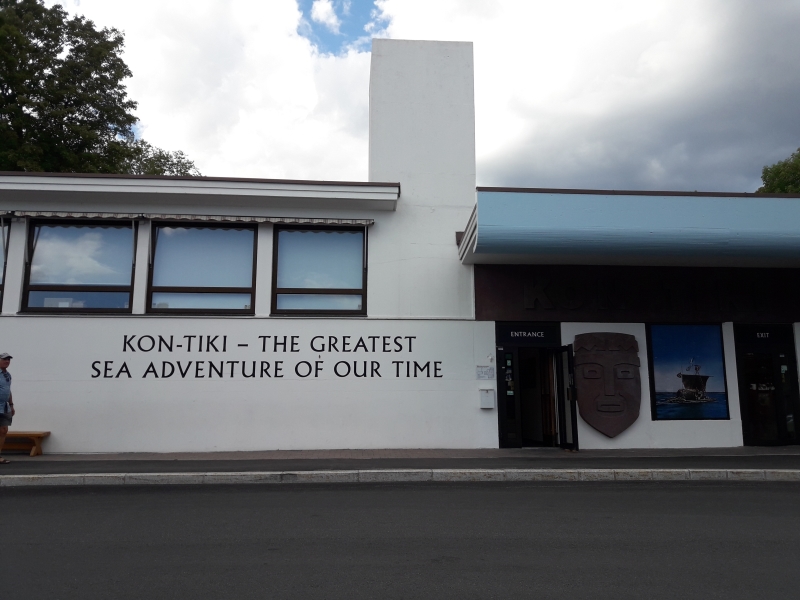 KON-TIKI – THE GREATEST
SEA ADVENTURE OF OUR TIME
ENTRANCE
EXIT